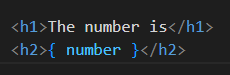 <h1>The number is</h1>
<h2>{ number }</h2>